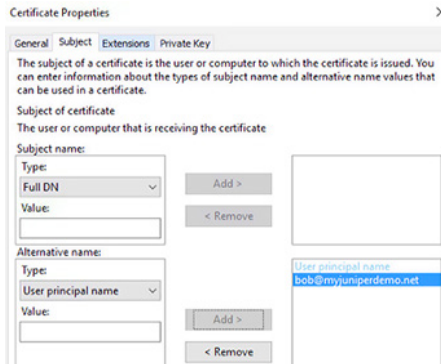 Certificate Properties
General Subject Extensions Private Key
The subject of a certificate is the user or computer to which the certificate is issued. You
can enter information about the types of subject name and alternative name values that
can be used in a certificate.
Subject of certificate
The user or computer that is receiving the certificate
Subject name:
Type:
Full DN
Add >
Value:
< Remove
Alternative name:
Type:
User principal name
User principal name
bob@myjuniperdemo.net
Value:
Add >
< Remove